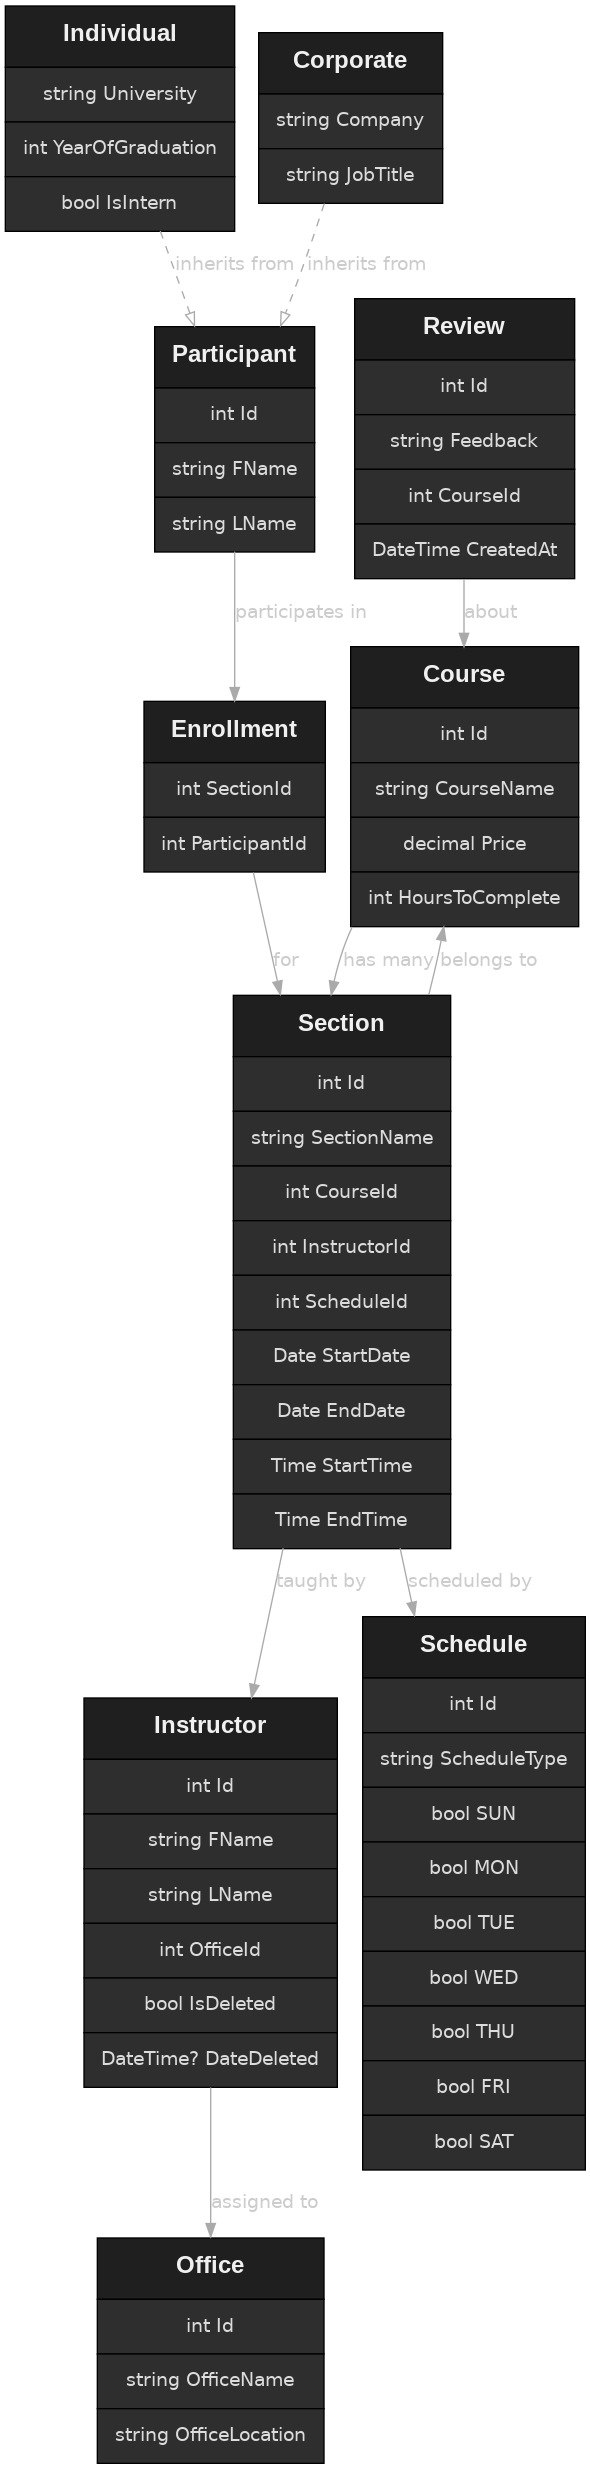 Individual
string University
int YearOfGraduation
bool IsIntern
Corporate
string Company
string JobTitle
inherits from
inherits from
Participant
int Id
string FName
string LName
Review
int Id
string Feedback
int CourseId
DateTime CreatedAt
participates in
about
Enrollment
int SectionId
int ParticipantId
Course
int Id
string CourseName
decimal Price
int HoursToComplete
for
has many
belongs to
Section
int Id
string SectionName
int CourseId
int InstructorId
int ScheduleId
Date StartDate
Date EndDate
Time StartTime
Time EndTime
taught by
scheduled by
Instructor
int Id
string FName
string LName
int OfficeId
bool IsDeleted
DateTime? DateDeleted
Schedule
int Id
string ScheduleType
bool SUN
bool MON
bool TUE
bool WED
bool THU
bool FRI
bool SAT
assigned to
Office
int Id
string OfficeName
string OfficeLocation